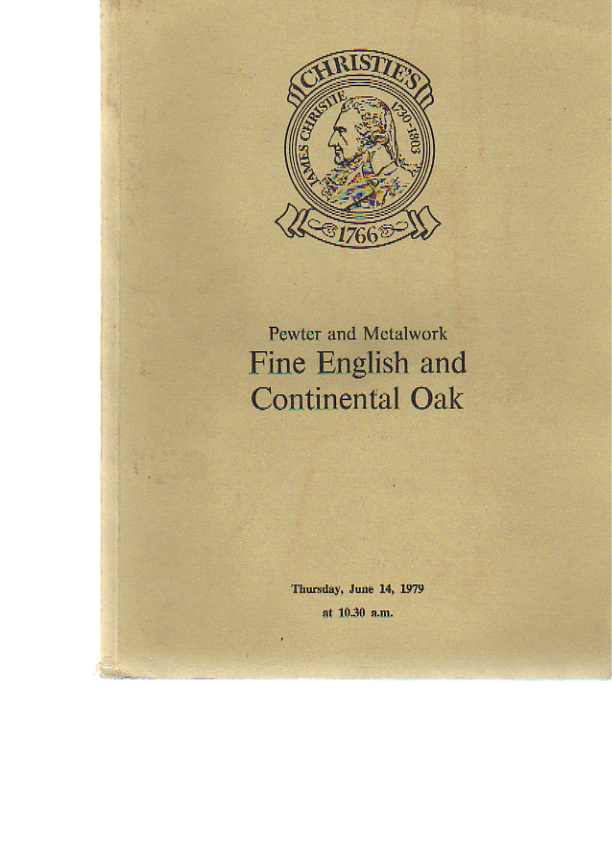 CHRISTIE'S
JAMES CHRISTIE 1730-1803
1766
Pewter and Metalwork
Fine English and
Continental Oak
Thursday, June 14, 1979
at 10.30 a.m.